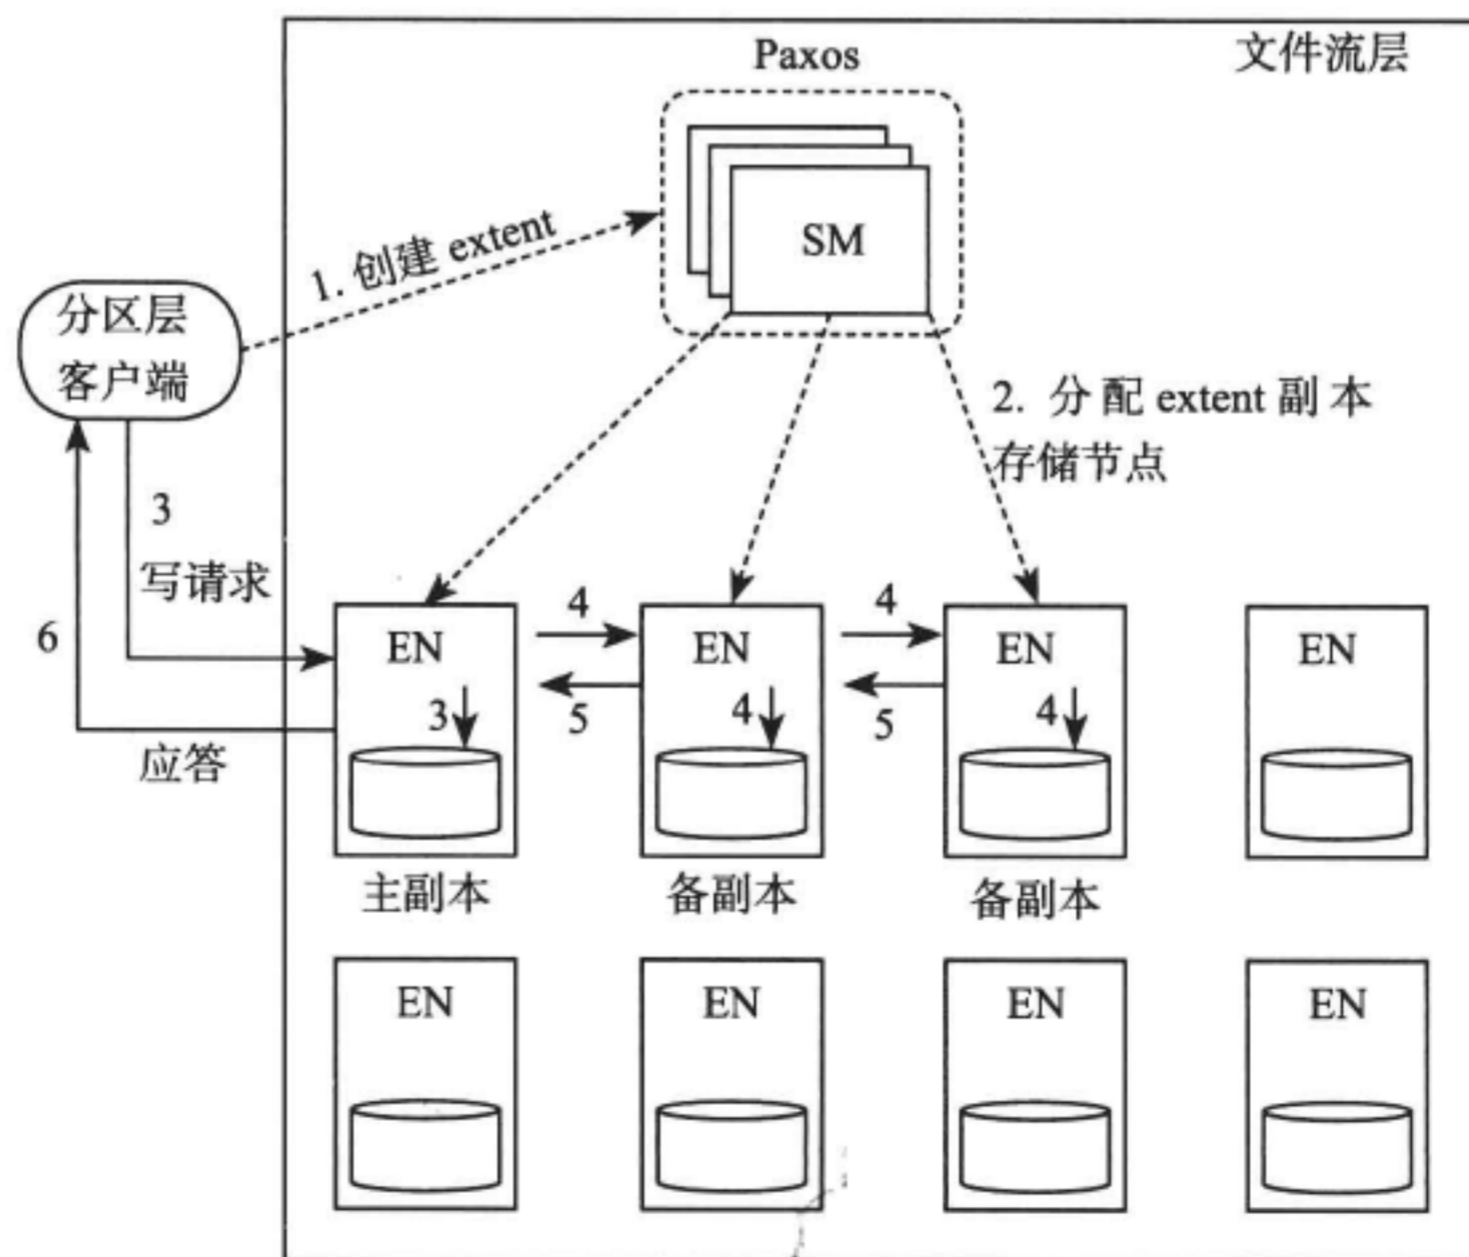 Paxos
文件流层
SM
1. 创建 extent
分区层
客户端
2. 分配 extent 副本
存储节点
3
写请求
6
应答
EN
EN
EN
EN
4
4
5
5
3
4
4
主副本
备副本
备副本
EN
EN
EN
EN